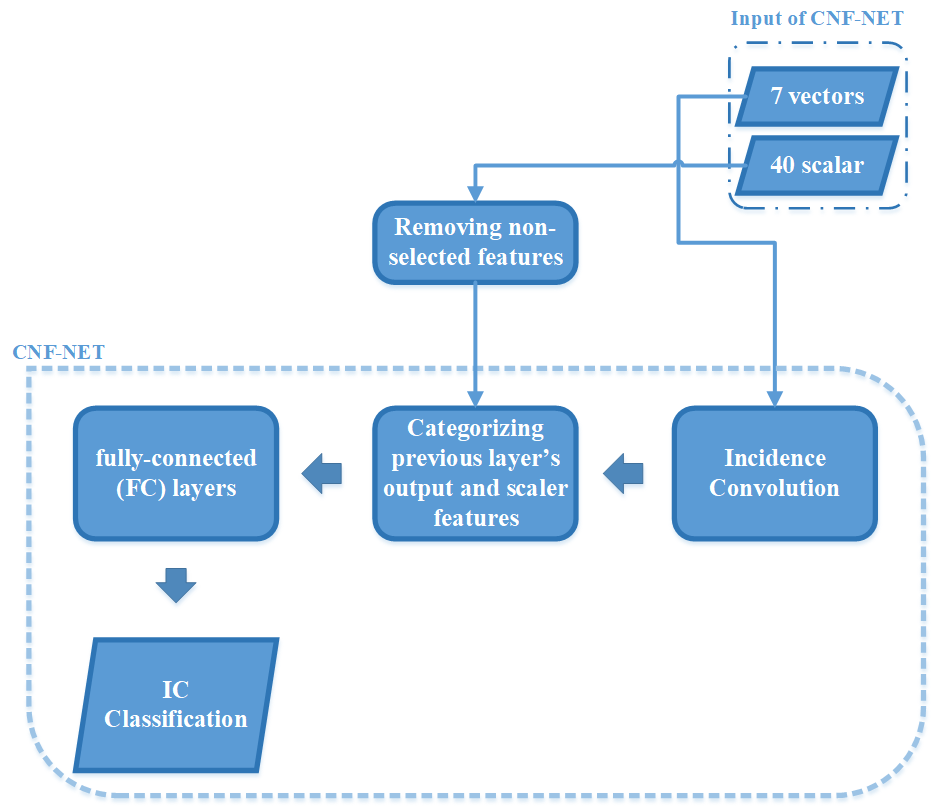 Input of CNF-NET
7 vectors
40 scalar
Removing non-
selected features
CNF-NET
fully-connected
(FC) layers
Categorizing
previous layer’s
output and scaler
features
Incidence
Convolution
IC
Classification